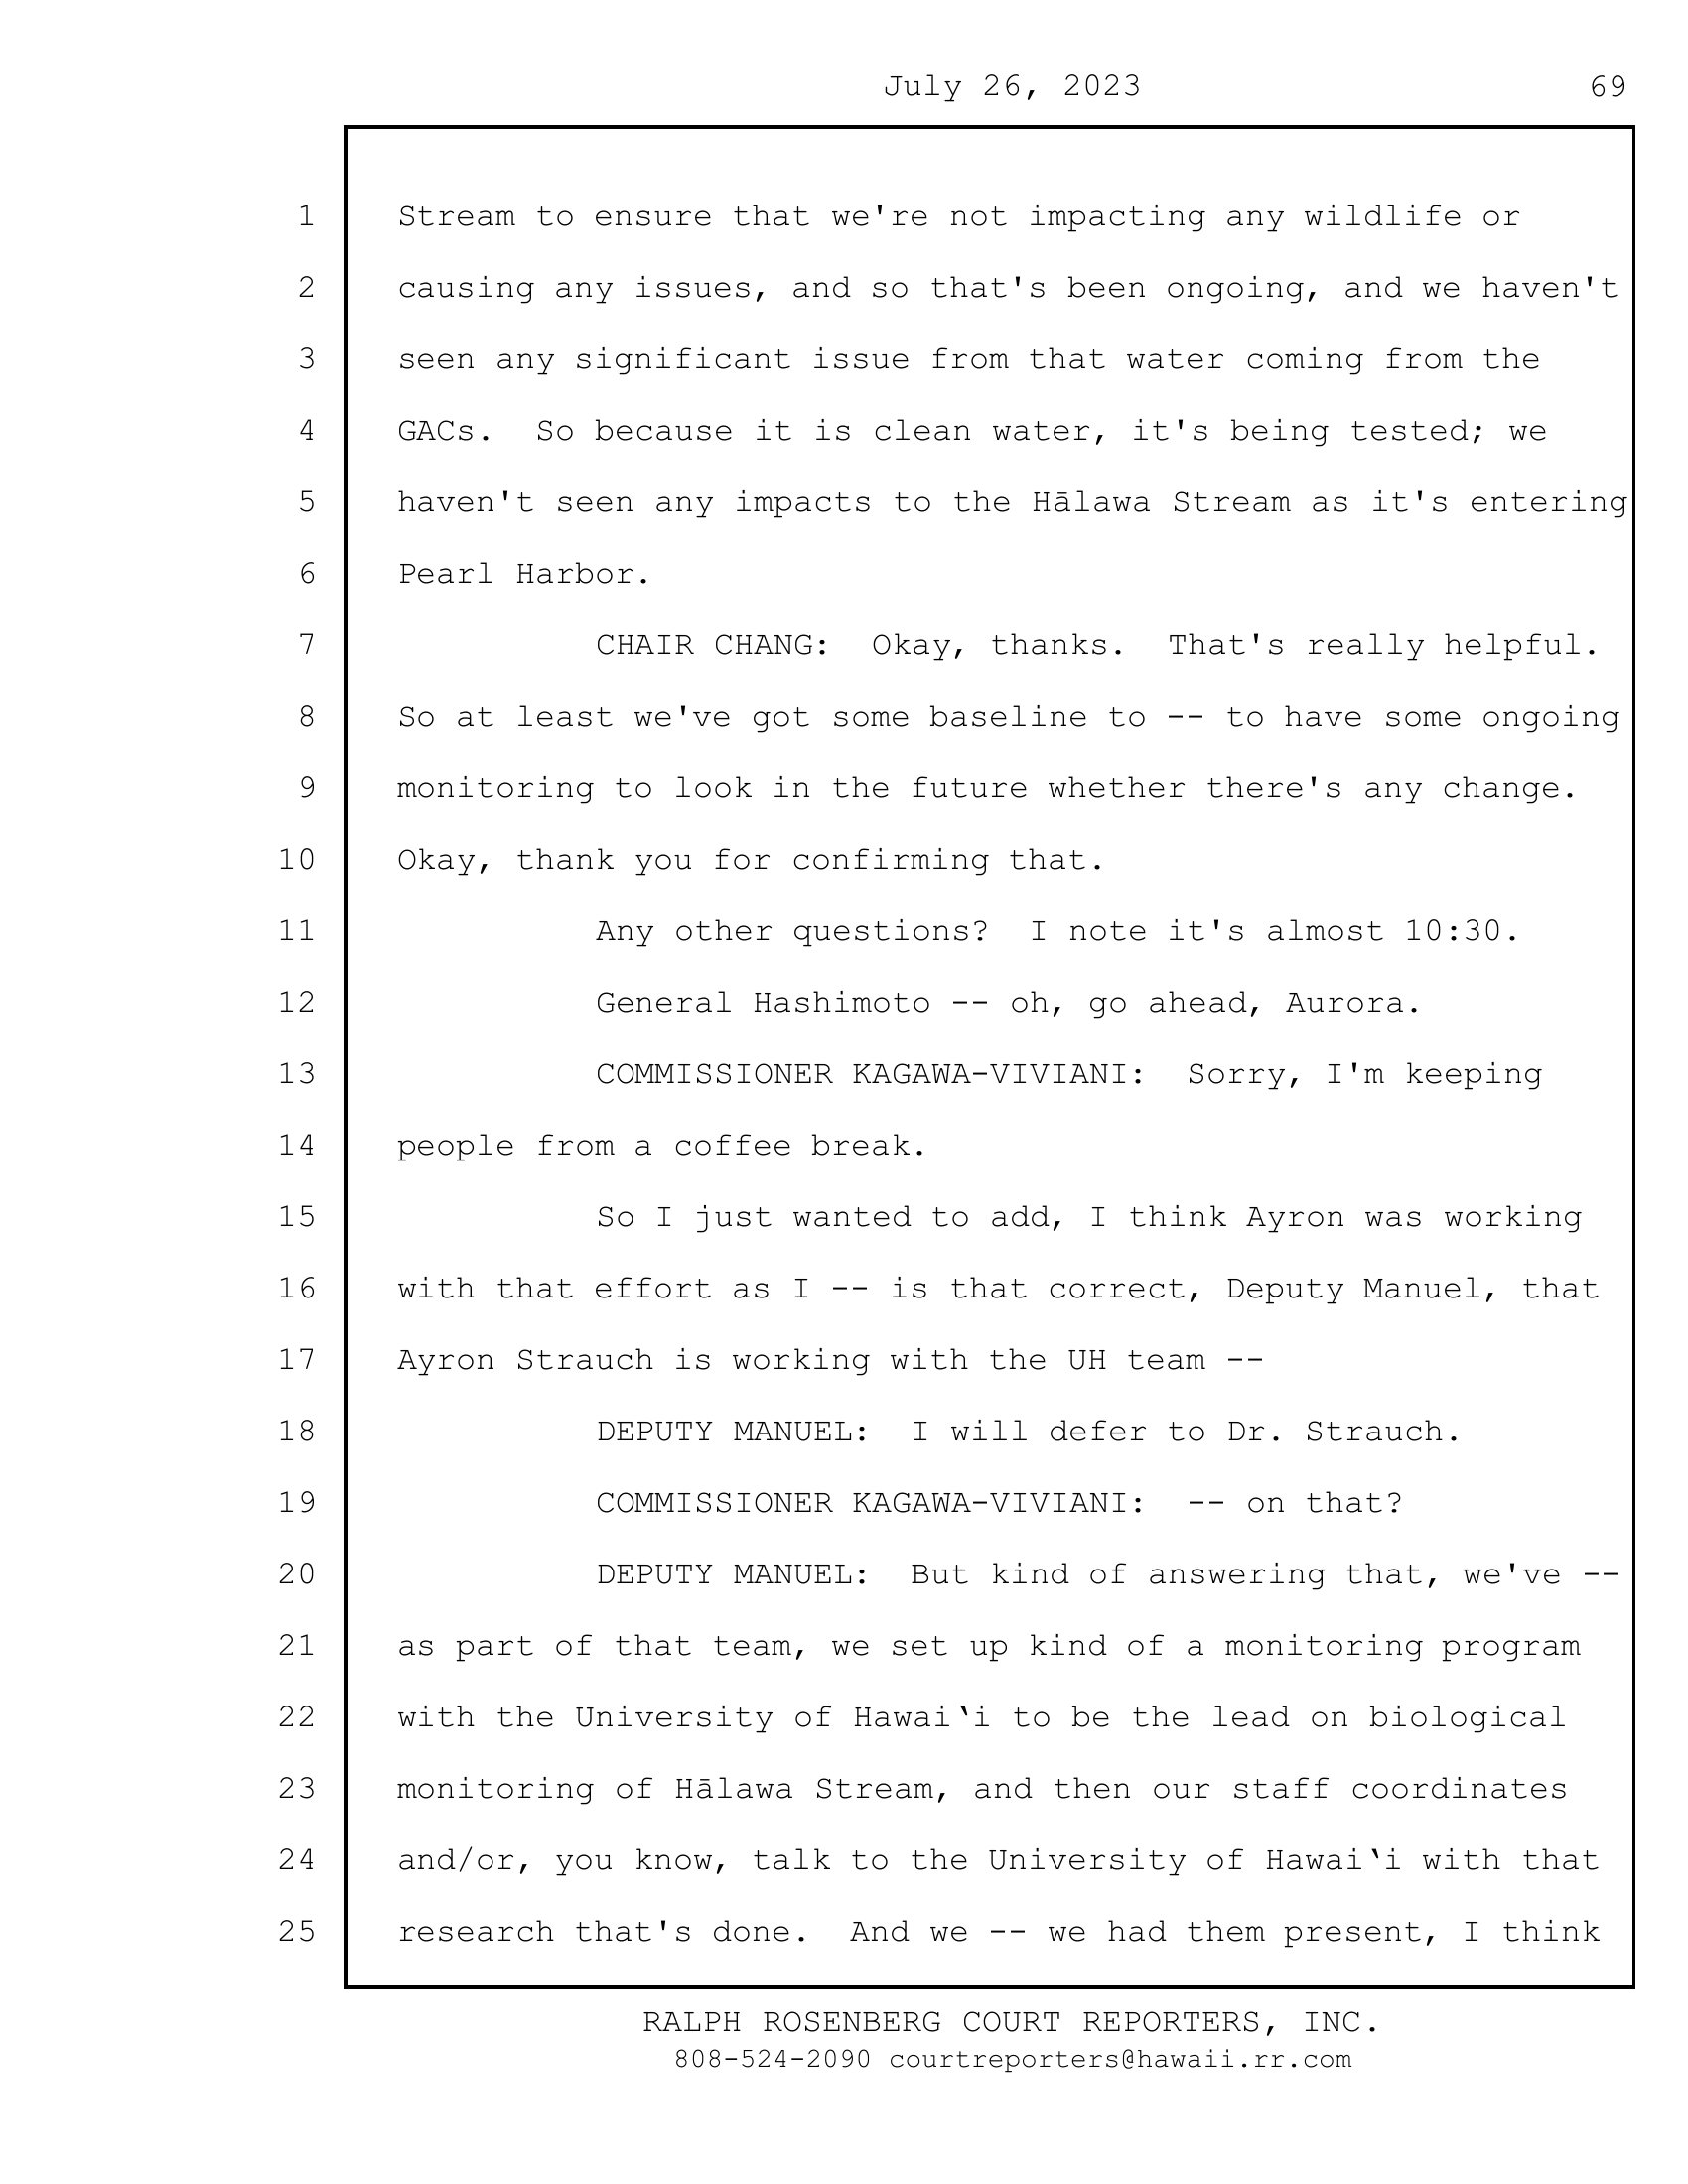 July 26, 2023 69
1 Stream to ensure that we're not impacting any wildlife or
2 causing any issues, and so that's been ongoing, and we haven't
3 seen any significant issue from that water coming from the
4 GACs.  So because it is clean water, it's being tested; we
5 haven't seen any impacts to the Hālawa Stream as it's entering
6 Pearl Harbor.
7 CHAIR CHANG:  Okay, thanks.  That's really helpful.
8 So at least we've got some baseline to -- to have some ongoing
9 monitoring to look in the future whether there's any change.
10 Okay, thank you for confirming that.
11 Any other questions?  I note it's almost 10:30.
12 General Hashimoto -- oh, go ahead, Aurora.
13 COMMISSIONER KAGAWA-VIVIANI:  Sorry, I'm keeping
14 people from a coffee break.
15 So I just wanted to add, I think Ayron was working
16 with that effort as I -- is that correct, Deputy Manuel, that
17 Ayron Strauch is working with the UH team --
18 DEPUTY MANUEL:  I will defer to Dr. Strauch.
19 COMMISSIONER KAGAWA-VIVIANI:  -- on that?
20 DEPUTY MANUEL:  But kind of answering that, we've --
21 as part of that team, we set up kind of a monitoring program
22 with the University of Hawai‛i to be the lead on biological
23 monitoring of Hālawa Stream, and then our staff coordinates
24 and/or, you know, talk to the University of Hawai‛i with that
25 research that's done.  And we -- we had them present, I think
RALPH ROSENBERG COURT REPORTERS, INC.
808-524-2090 courtreporters@hawaii.rr.com